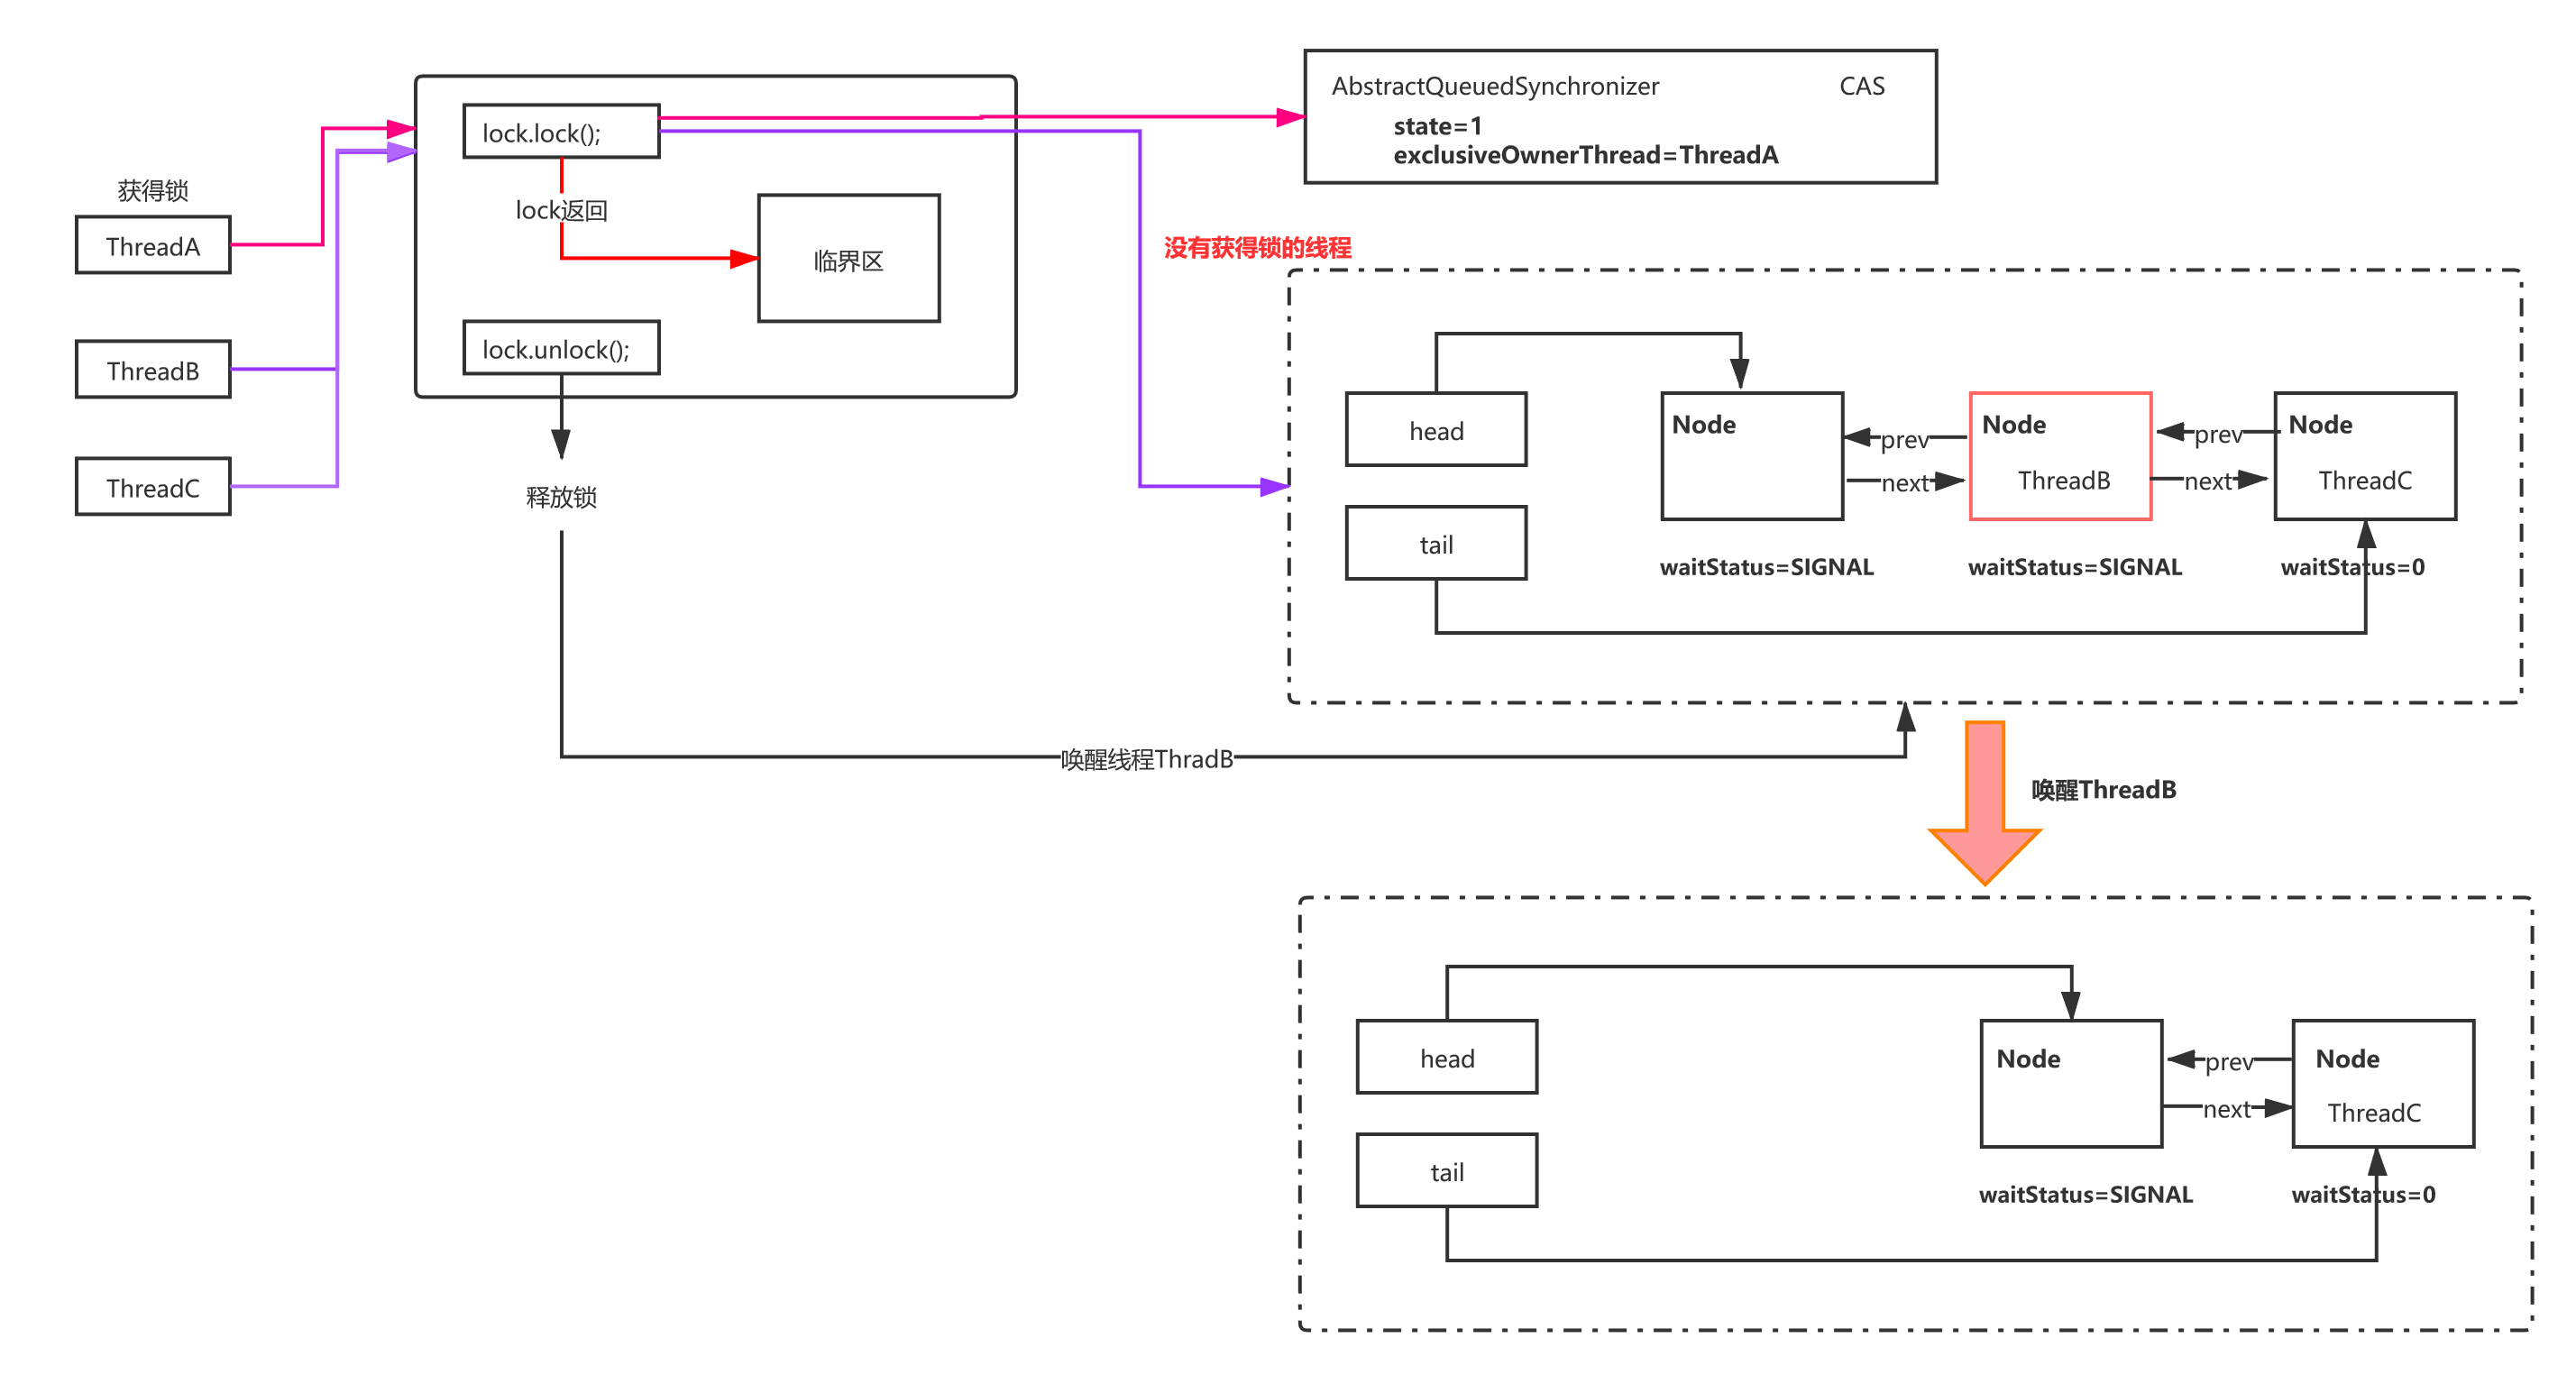 获得锁
ThreadA
ThreadB
ThreadC
lock.lock();
lock返回
临界区
lock.unlock();
释放锁
唤醒线程ThradB
AbstractQueuedSynchronizer CAS
state=1
exclusiveOwnerThread=ThreadA
没有获得锁的线程
head
tail
Node
waitStatus=SIGNAL
prev
next
Node
ThreadB
waitStatus=SIGNAL
prev
next
Node
ThreadC
waitStatus=0
唤醒ThreadB
head
tail
Node
waitStatus=SIGNAL
prev
next
Node
ThreadC
waitStatus=0